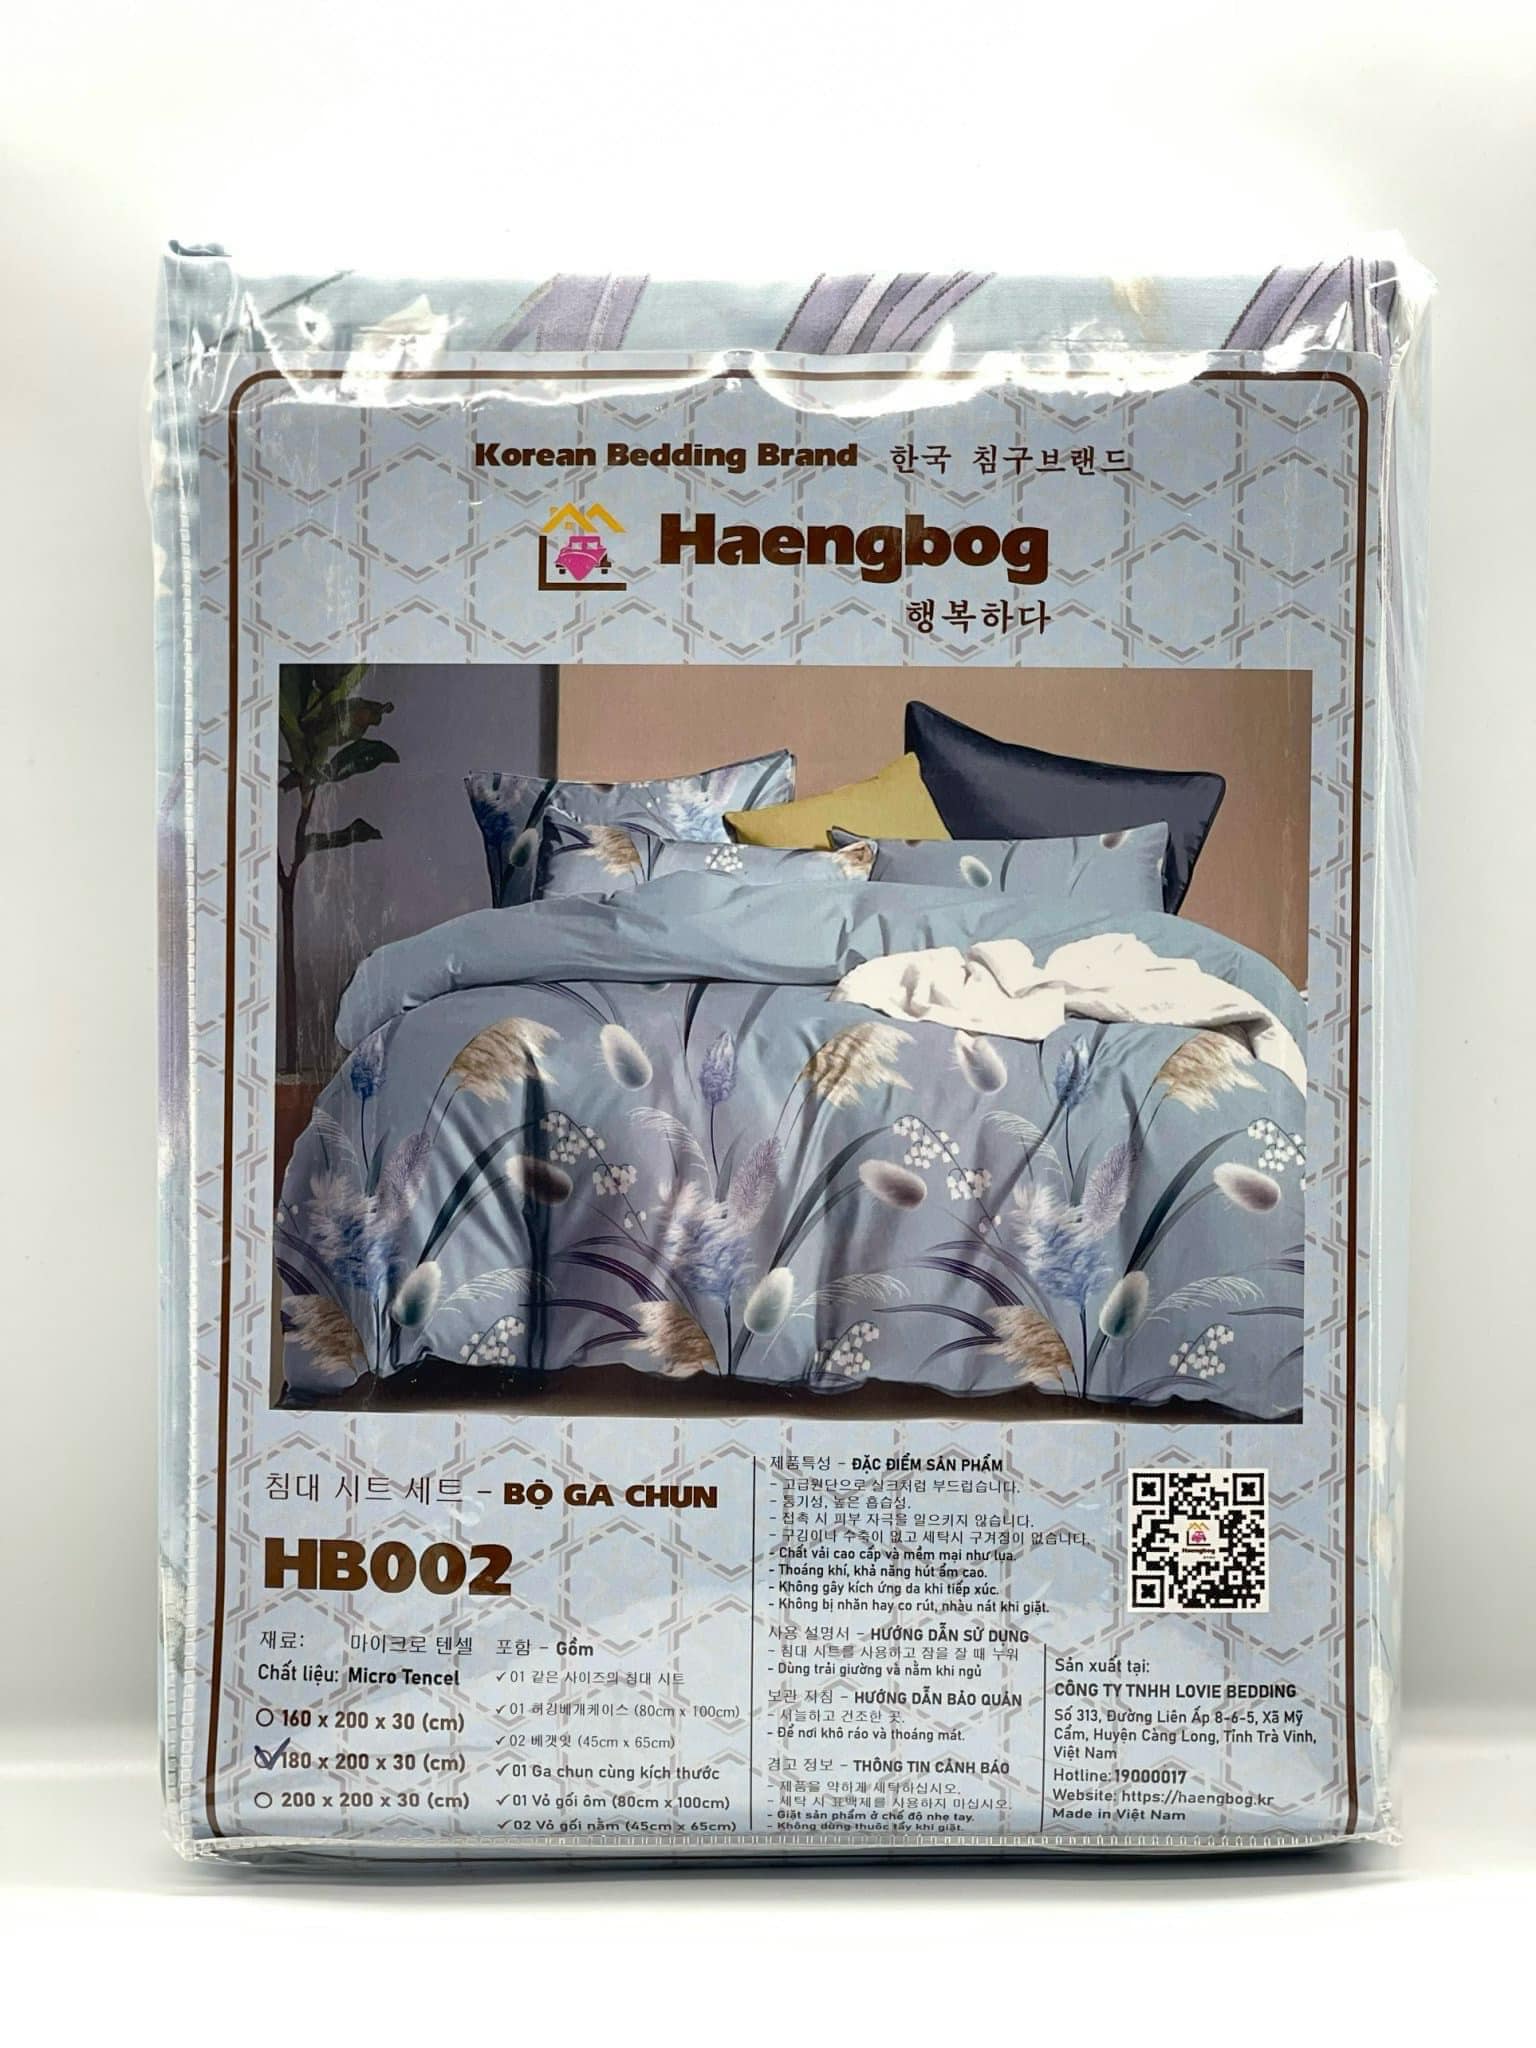 Korean Bedding Brand 한국 침구브랜드
Haengbog
행복하다
침대 시트 세트 - BỘ GA CHUN
HB002
재료: 마이크로 텐셀
Chất liệu: Micro Tencel
160 x 200 x 30 (cm)
180 x 200 x 30 (cm)
200 x 200 x 30 (cm)
포함 - Gồm
✓ 01 같은 사이즈의 침대 시트
✓ 01 허깅베개케이스 (80cm x 100cm)
✓ 02 베갯잇 (45cm x 65cm)
✓ 01 Ga chun cùng kích thước
✓ 01 Vỏ gối ôm (80cm x 100cm)
✓ 02 Vỏ gối nằm (45cm x 65cm)
제품특성 - ĐẶC ĐIỂM SẢN PHẨM
- 고급원단으로 실크처럼 부드럽습니다.
- 통기성, 높은 흡습성.
- 접촉 시 피부 자극을 일으키지 않습니다.
- 구김이나 수축이 없고 세탁시 구겨짐이 없습니다.
- Chất vải cao cấp và mềm mại như lụa.
- Thoáng khí, khả năng hút ẩm cao.
- Không gây kích ứng da khi tiếp xúc.
- Không bị nhăn hay co rút, nhàu nát khi giặt.
사용 설명서 - HƯỚNG DẪN SỬ DỤNG
- 침대 시트를 사용하고 잠을 잘 때 누워
- Dùng trải giường và nằm khi ngủ
보관 지침 - HƯỚNG DẪN BẢO QUẢN
- 서늘하고 건조한 곳.
- Để nơi khô ráo và thoáng mát.
경고 정보 - THÔNG TIN CẢNH BÁO
- 제품을 약하게 세탁하십시오.
- 세탁 시 표백제를 사용하지 마십시오.
- Giặt sản phẩm ở chế độ nhẹ tay.
- Không dùng thuốc tẩy khi giặt.
Haengbog
Sản xuất tại:
CÔNG TY TNHH LOVIE BEDDING
Số 313, Đường Liên Ấp 8-6-5, Xã Mỹ
Cẩm, Huyện Càng Long, Tỉnh Trà Vinh,
Việt Nam
Hotline: 19000017
Website: https://haengbog.kr
Made in Việt Nam